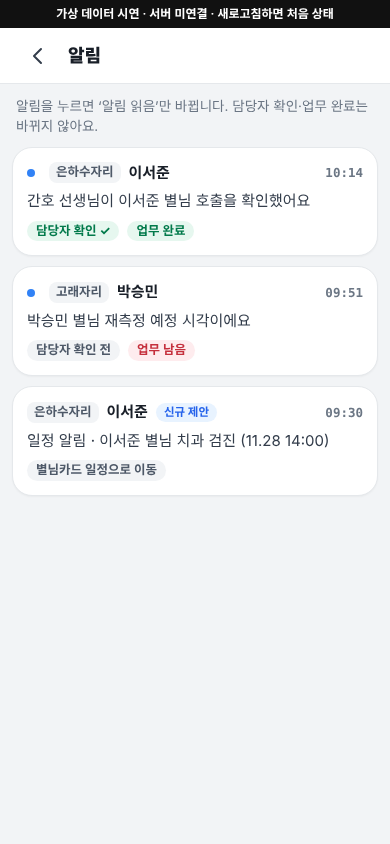 가상 데이터 시연 · 서버 미연결 · 새로고침하면 처음 상태
알림
알림을 누르면 ‘알림 읽음’만 바뀝니다. 담당자 확인·업무 완료는
바뀌지 않아요.
은하수자리 이서준 10:14
간호 선생님이 이서준 별님 호출을 확인했어요
담당자 확인 ✓ 업무 완료
고래자리 박승민 09:51
박승민 별님 재측정 예정 시각이에요
담당자 확인 전 업무 남음
은하수자리 이서준 신규 제안 09:30
일정 알림 · 이서준 별님 치과 검진 (11.28 14:00)
별님카드 일정으로 이동